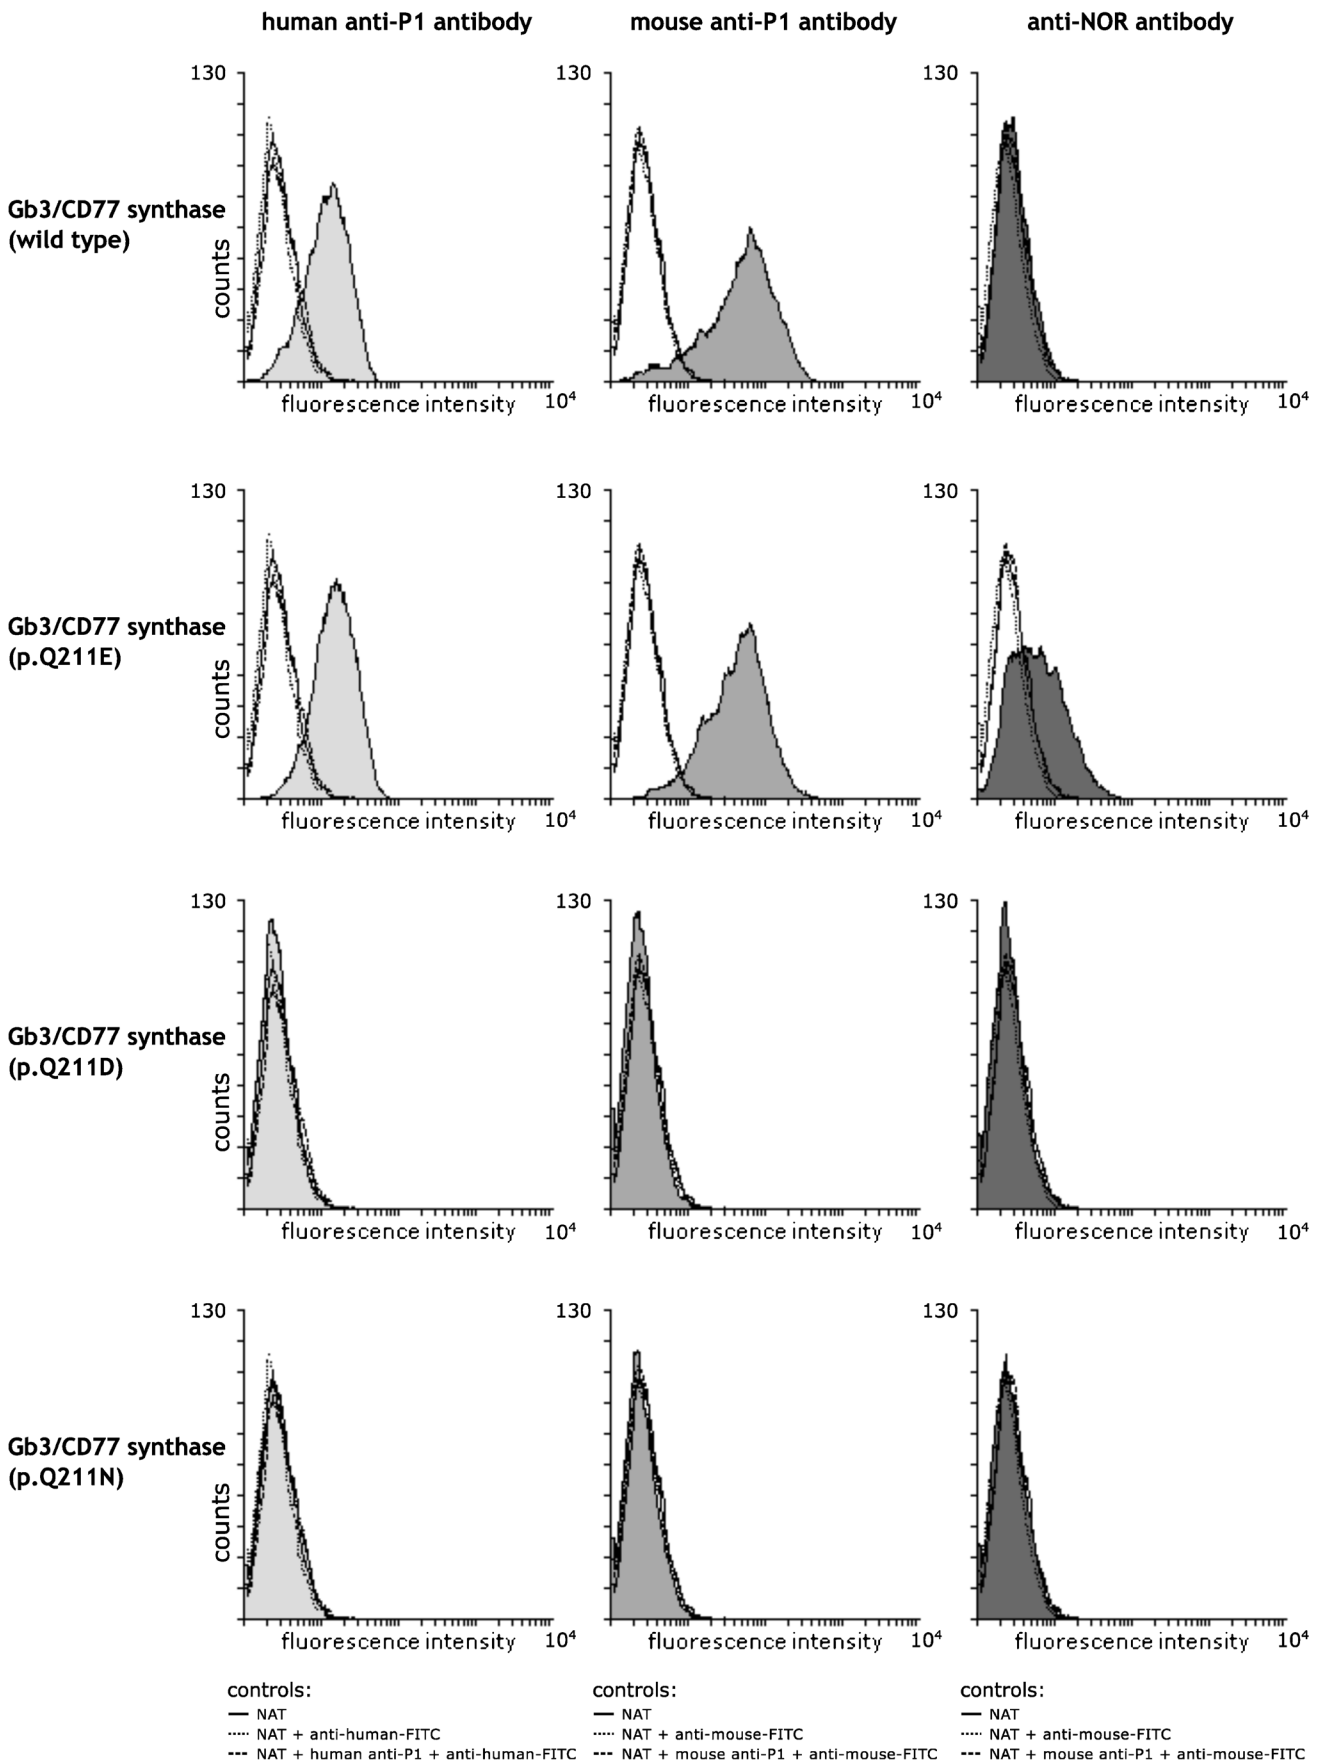 human anti-P1 antibody
mouse anti-P1 antibody
anti-NOR antibody
130
130
130
Gb3/CD77 synthase
(wild type)
counts
fluorescence intensity
10⁴
fluorescence intensity
10⁴
fluorescence intensity
10⁴
130
130
130
Gb3/CD77 synthase
(p.Q211E)
counts
fluorescence intensity
10⁴
fluorescence intensity
10⁴
fluorescence intensity
10⁴
130
130
130
Gb3/CD77 synthase
(p.Q211D)
counts
fluorescence intensity
10⁴
fluorescence intensity
10⁴
fluorescence intensity
10⁴
130
130
130
Gb3/CD77 synthase
(p.Q211N)
counts
fluorescence intensity
10⁴
fluorescence intensity
10⁴
fluorescence intensity
10⁴
controls:
NAT
NAT + anti-human-FITC
NAT + human anti-P1 + anti-human-FITC
controls:
NAT
NAT + anti-mouse-FITC
NAT + mouse anti-P1 + anti-mouse-FITC
controls:
NAT
NAT + anti-mouse-FITC
NAT + mouse anti-P1 + anti-mouse-FITC